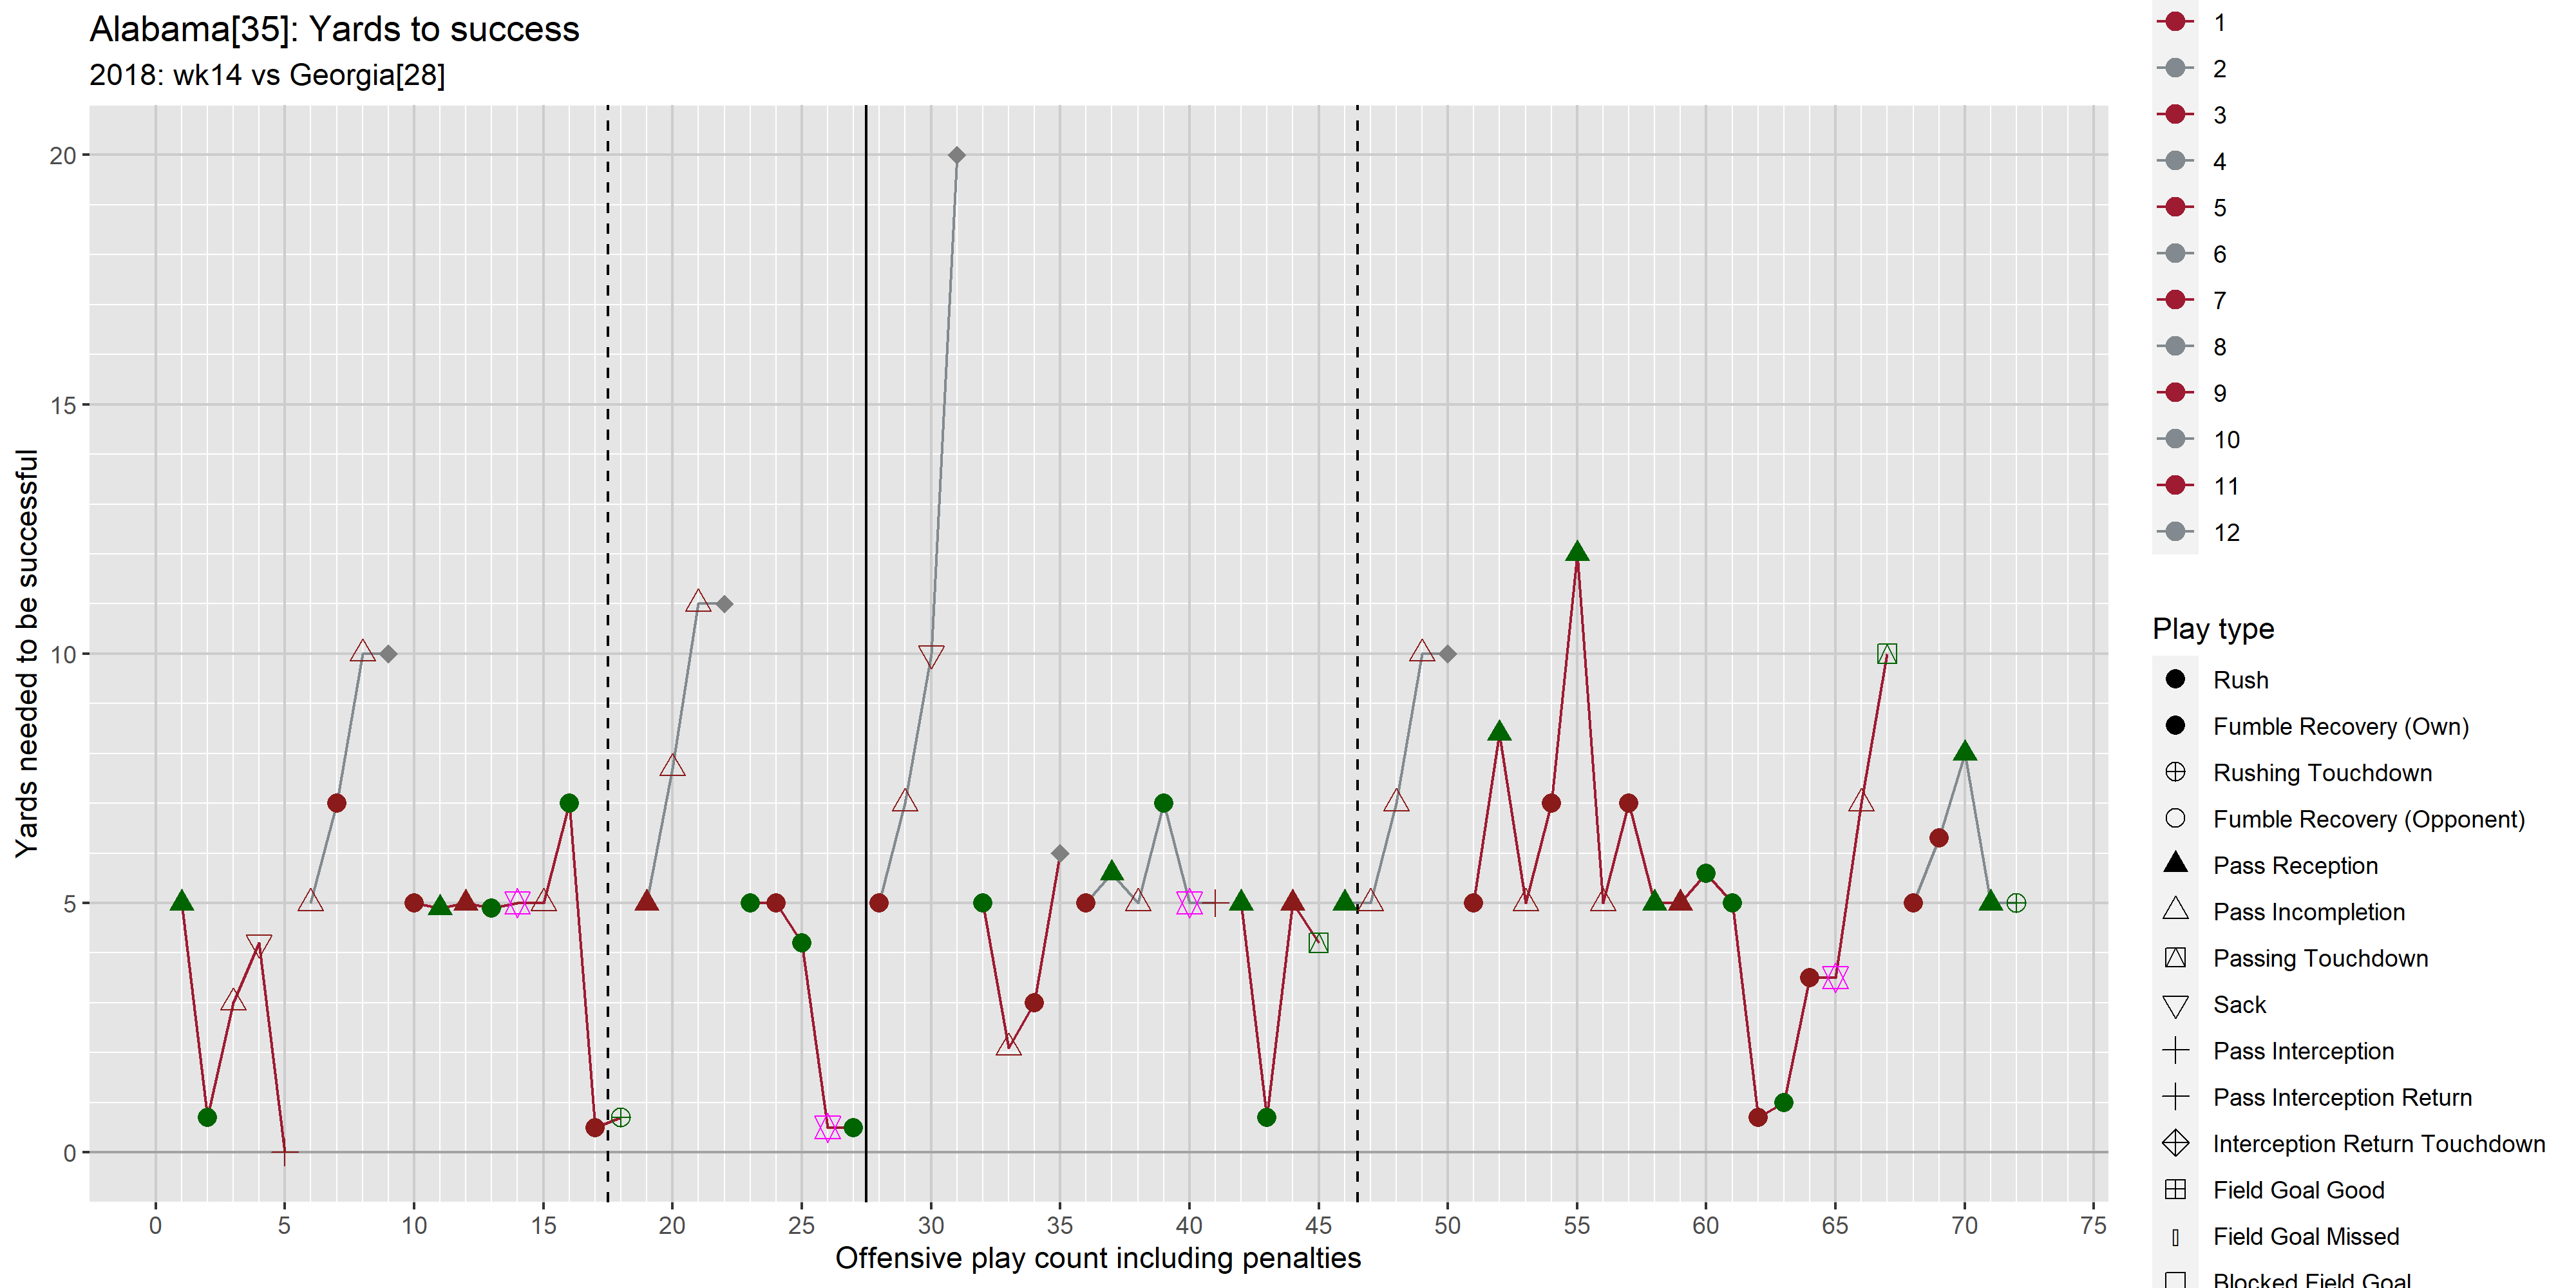 Alabama[35]: Yards to success
2018: wk14 vs Georgia[28]
Yards needed to be successful
20
15
10
5
0
0 5 10 15 20 25 30 35 40 45 50 55 60 65 70 75
Offensive play count including penalties
1
2
3
4
5
6
7
8
9
10
11
12
Play type
Rush
Fumble Recovery (Own)
Rushing Touchdown
Fumble Recovery (Opponent)
Pass Reception
Pass Incompletion
Passing Touchdown
Sack
Pass Interception
Pass Interception Return
Interception Return Touchdown
Field Goal Good
Field Goal Missed
Blocked Field Goal